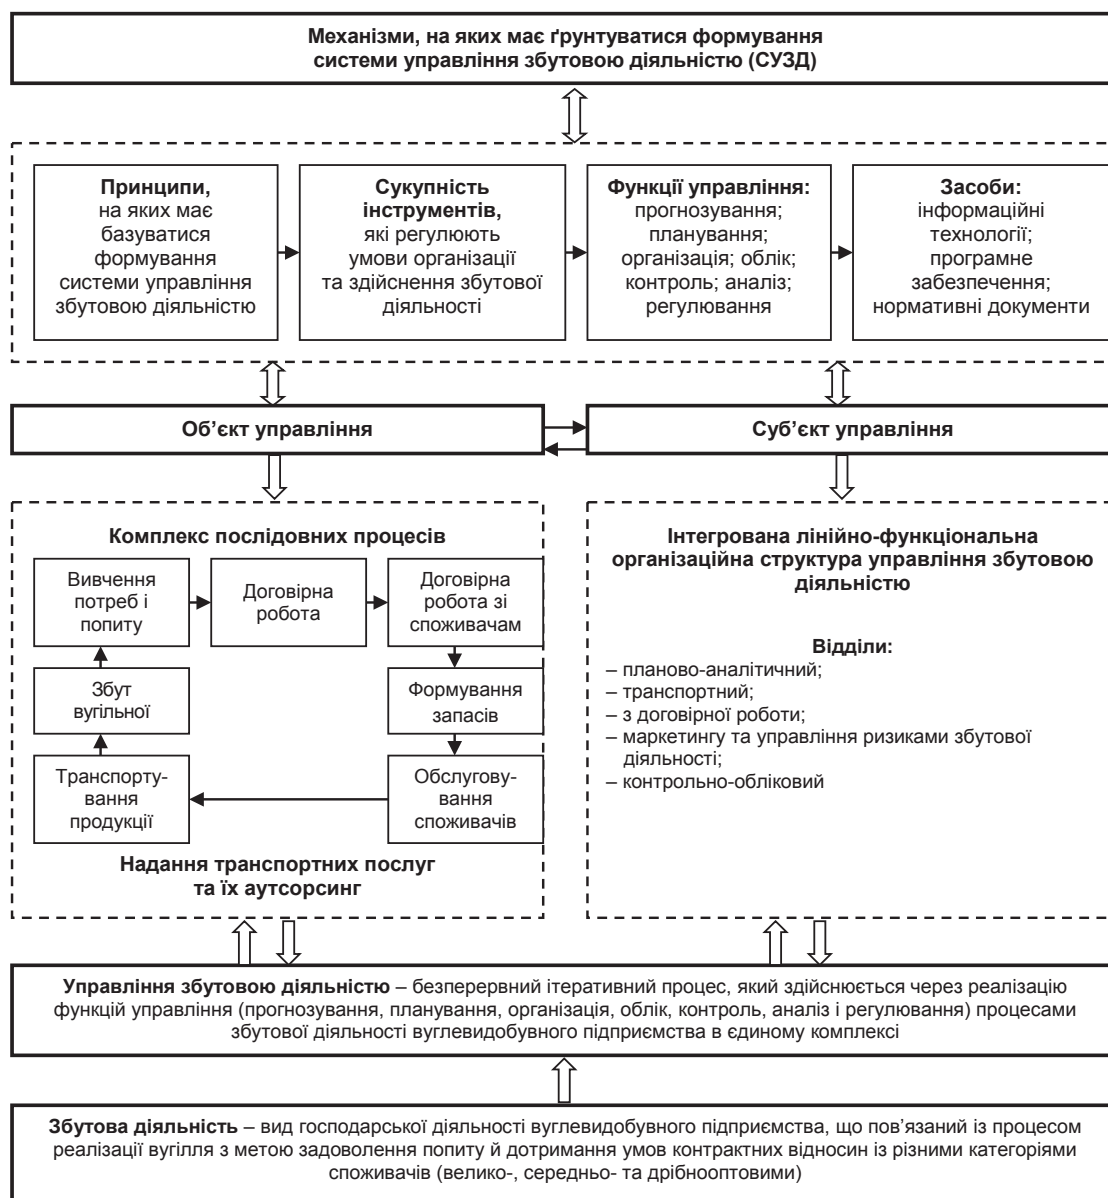 Механізми, на яких має ґрунтуватися формування
системи управління збутовою діяльністю (СУЗД)
Принципи,
на яких має
базуватися
формування
системи управління
збутовою діяльністю
Сукупність
інструментів,
які регулюють
умови організації
та здійснення збутової
діяльності
Функції управління:
прогнозування;
планування;
організація; облік;
контроль; аналіз;
регулювання
Засоби:
інформаційні
технології;
програмне
забезпечення;
нормативні документи
Об’єкт управління
Суб’єкт управління
Комплекс послідовних процесів
Вивчення
потреб і
попиту
Договірна
робота
Договірна
робота зі
споживачам
Збут
вугільної
Формування
запасів
Транспорту-
вання
продукції
Обслугову-
вання
споживачів
Надання транспортних послуг
та їх аутсорсинг
Інтегрована лінійно-функціональна
організаційна структура управління збутовою
діяльністю
Відділи:
– планово-аналітичний;
– транспортний;
– з договірної роботи;
– маркетингу та управління ризиками збутової
діяльності;
– контрольно-обліковий
Управління збутовою діяльністю – безперервний ітеративний процес, який здійснюється через реалізацію
функцій управління (прогнозування, планування, організація, облік, контроль, аналіз і регулювання) процесами
збутової діяльності вуглевидобувного підприємства в єдиному комплексі
Збутова діяльність – вид господарської діяльності вуглевидобувного підприємства, що пов’язаний із процесом
реалізації вугілля з метою задоволення попиту й дотримання умов контрактних відносин із різними категоріями
споживачів (велико-, середньо- та дрібнооптовими)